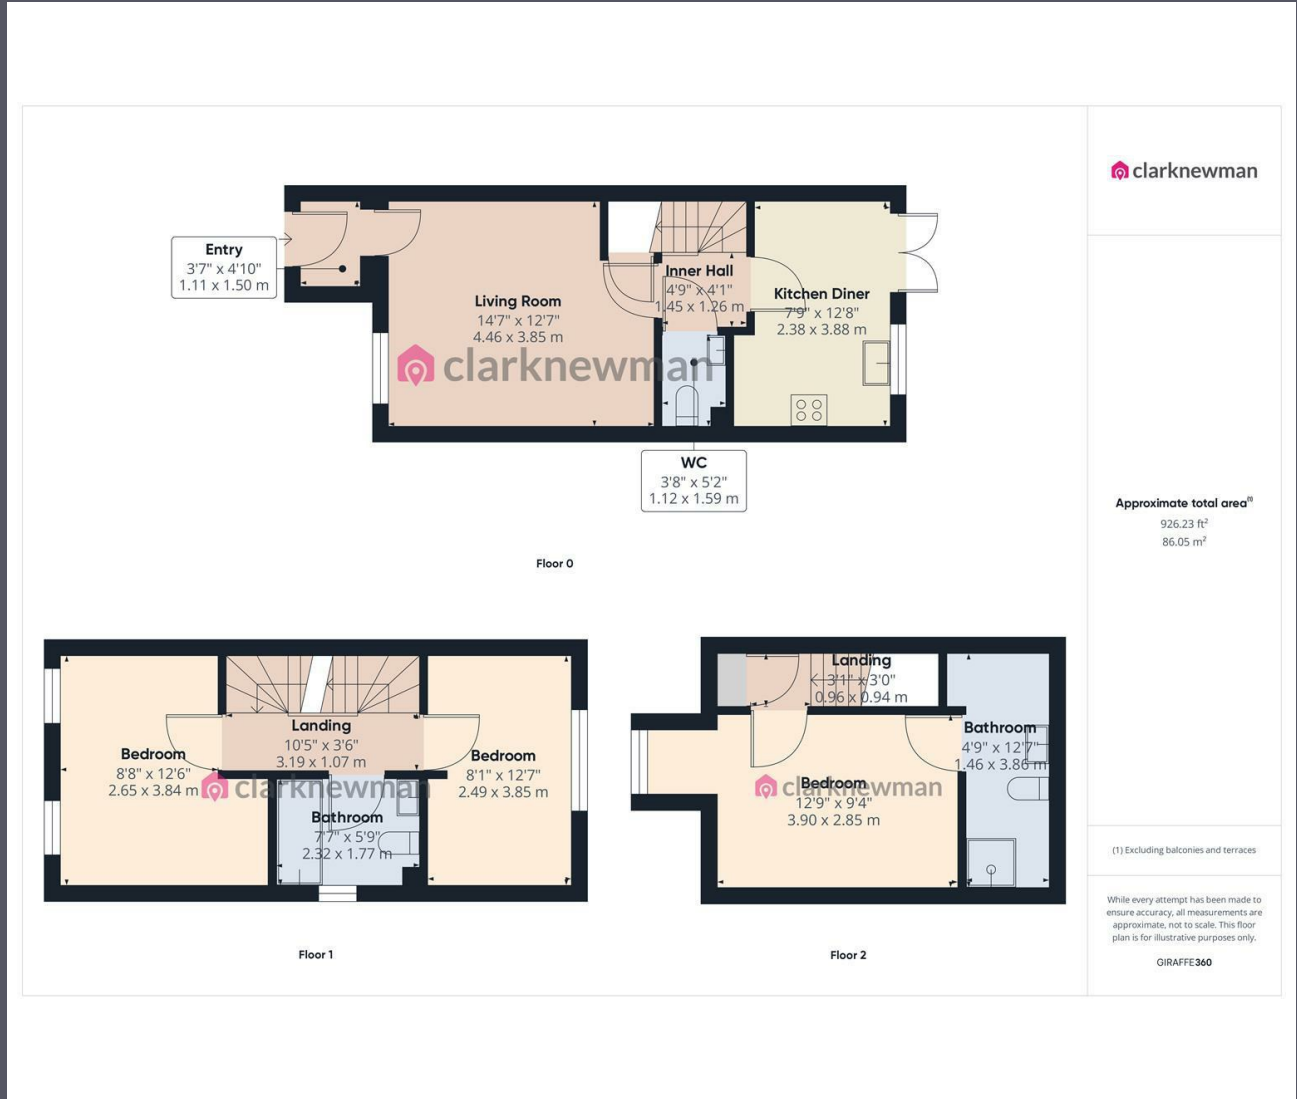 clarknewman
Entry
3'7" x 4'10"
1.11 x 1.50 m
Living Room
14'7" x 12'7"
4.46 x 3.85 m
Inner Hall
4'9" x 4'1"
1.45 x 1.26 m
Kitchen Diner
7'9" x 12'8"
2.38 x 3.88 m
clarknewman
WC
3'8" x 5'2"
1.12 x 1.59 m
Floor 0
Approximate total area(1)
926.23 ft²
86.05 m²
Bedroom
8'8" x 12'6"
2.65 x 3.84 m
Landing
10'5" x 3'6"
3.19 x 1.07 m
Bedroom
8'1" x 12'7"
2.49 x 3.85 m
clarknewman
Bathroom
7'7" x 5'9"
2.32 x 1.77 m
Floor 1
Landing
3'1" x 3'0"
0.96 x 0.94 m
Bathroom
4'9" x 12'7"
1.46 x 3.86 m
clarknewman
Bedroom
12'9" x 9'4"
3.90 x 2.85 m
Floor 2
(1) Excluding balconies and terraces
While every attempt has been made to
ensure accuracy, all measurements are
approximate, not to scale. This floor
plan is for illustrative purposes only.
GIRAFFE360